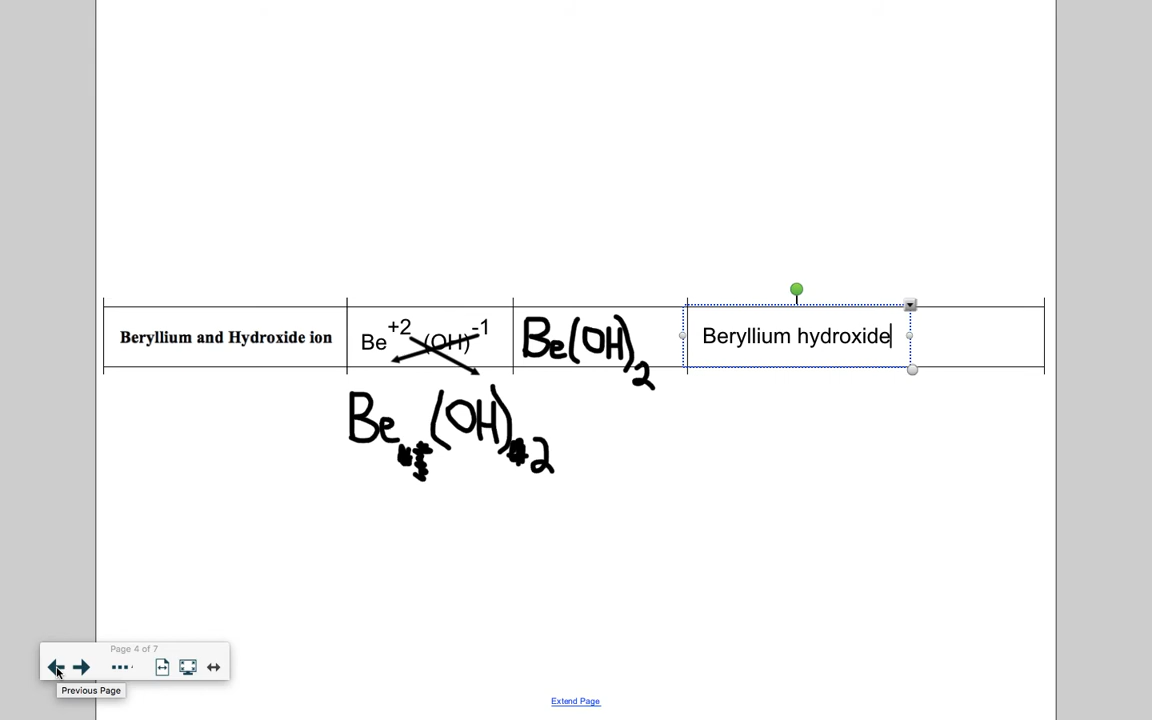 Beryllium and Hydroxide ion
Be+2 (OH)-1
Be(OH)2
Beryllium hydroxide
Be (OH) 2
Page 4 of 7
Previous Page
Extend Page